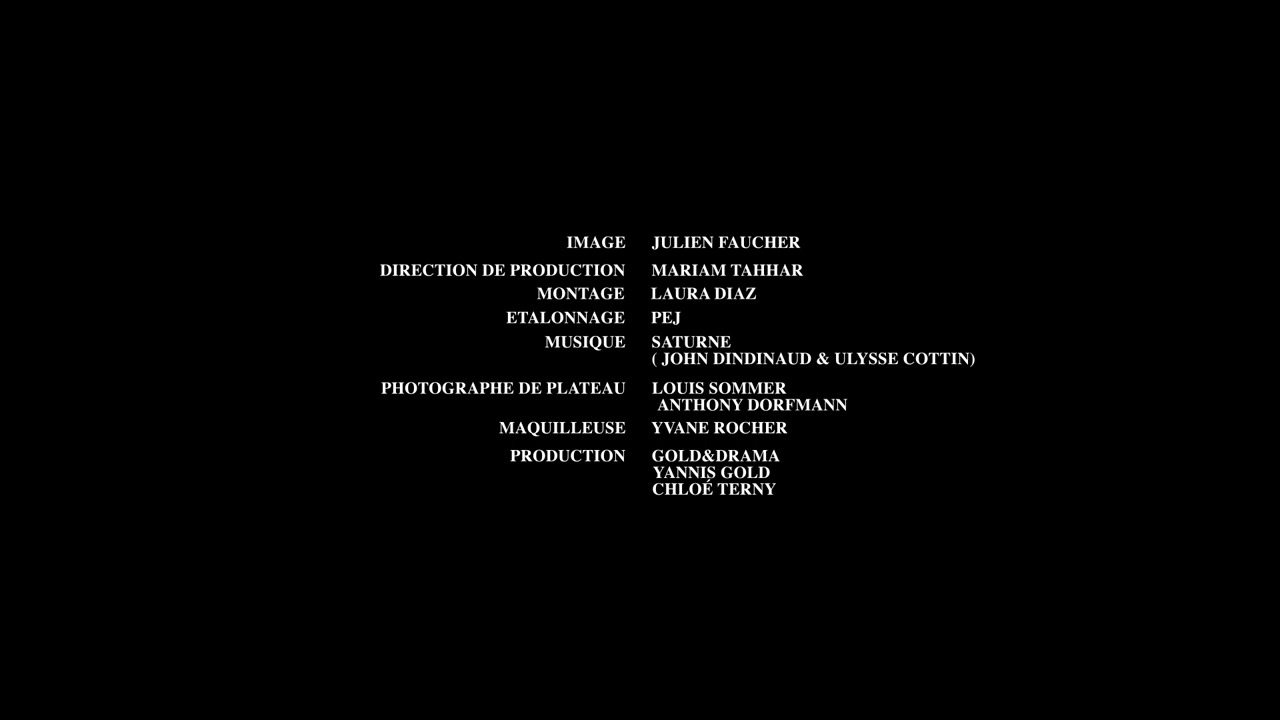 IMAGE JULIEN FAUCHER
DIRECTION DE PRODUCTION MARIAM TAHHAR
MONTAGE LAURA DIAZ
ETALONNAGE PEJ
MUSIQUE SATURNE
( JOHN DINDINAUD & ULYSSE COTTIN)
PHOTOGRAPHE DE PLATEAU LOUIS SOMMER
ANTHONY DORFMANN
MAQUILLEUSE YVANE ROCHER
PRODUCTION GOLD&DRAMA
YANNIS GOLD
CHLOÉ TERNY